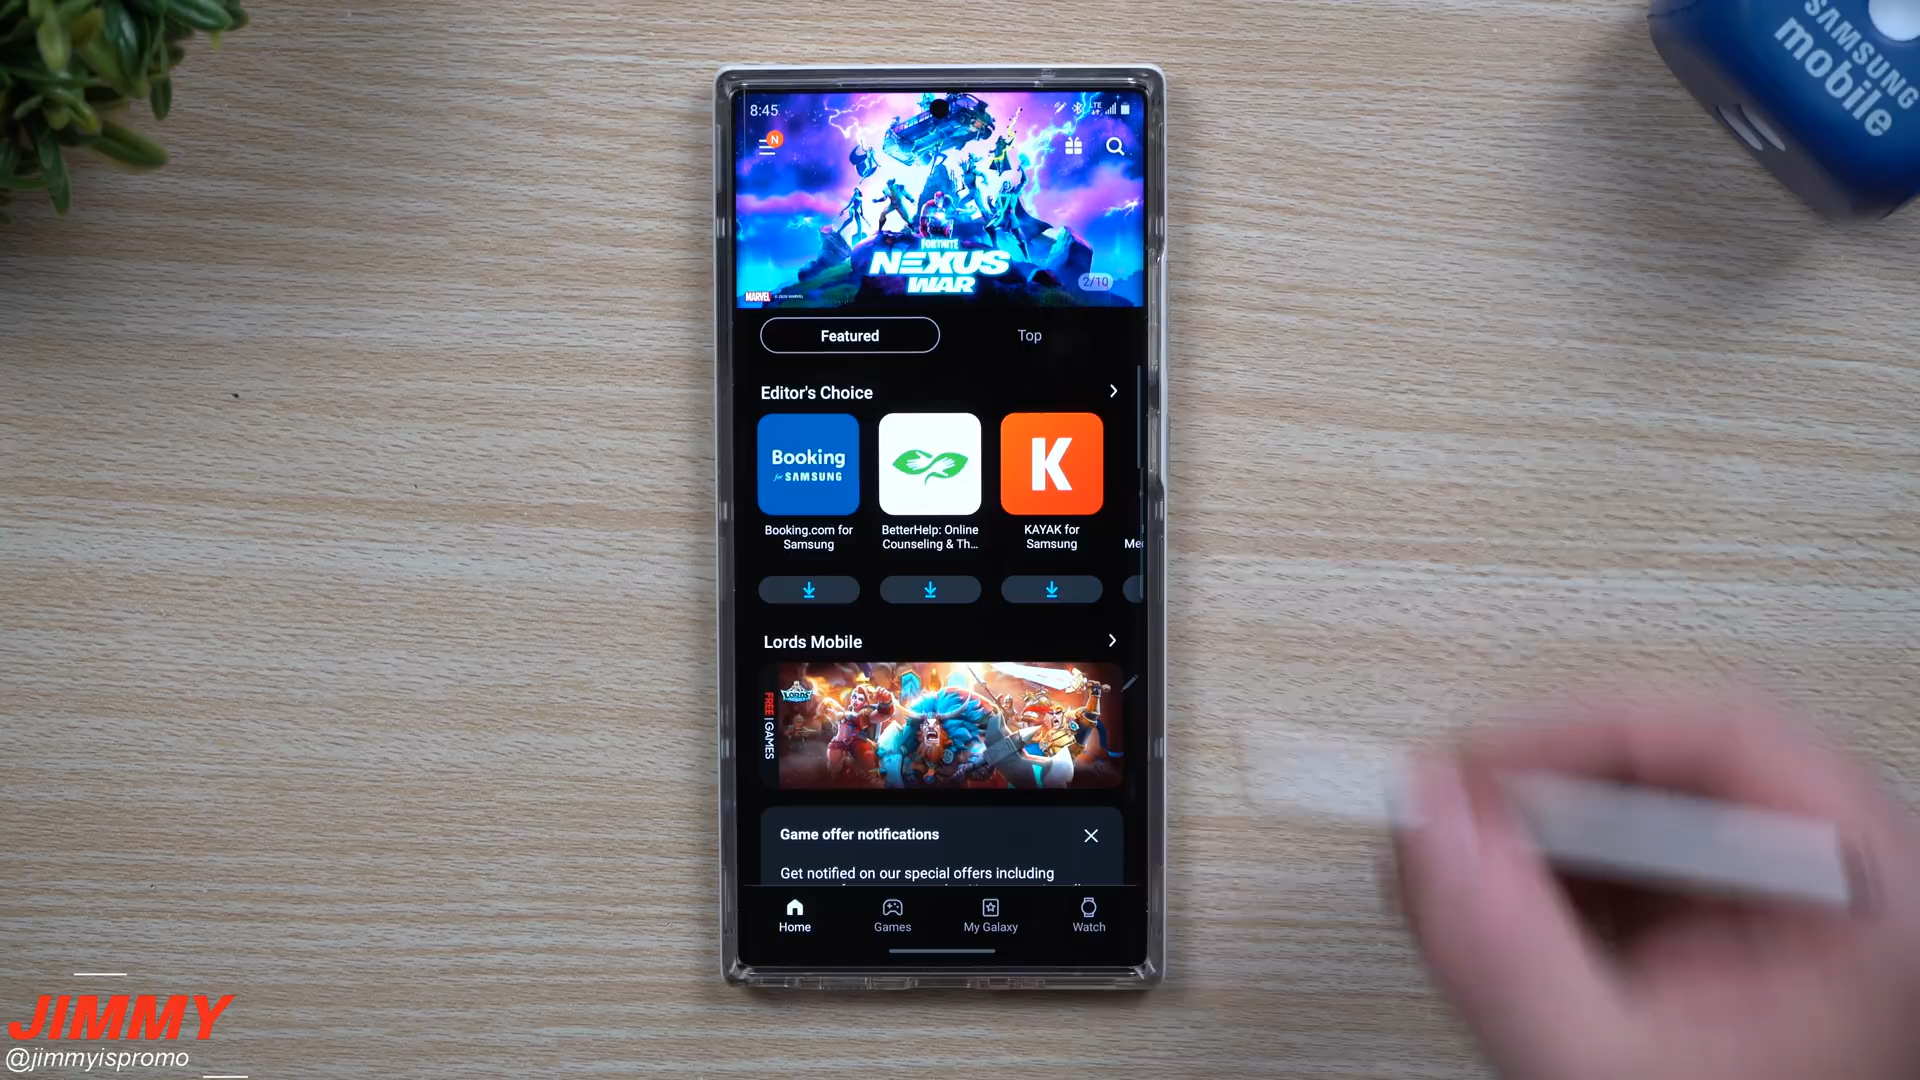 SAMSUNG
mobile
8:45
LTE
N
FORTNITE
NEXUS
WAR
2/10
MARVEL
Featured
Top
Editor's Choice
Booking
for SAMSUNG
K
Booking.com for
Samsung
BetterHelp: Online
Counseling & Th...
KAYAK for
Samsung
Lords Mobile
LORDS
FREE | GAMES
Game offer notifications
Get notified on our special offers including
Home
Games
My Galaxy
Watch
JIMMY
@jimmyispromo